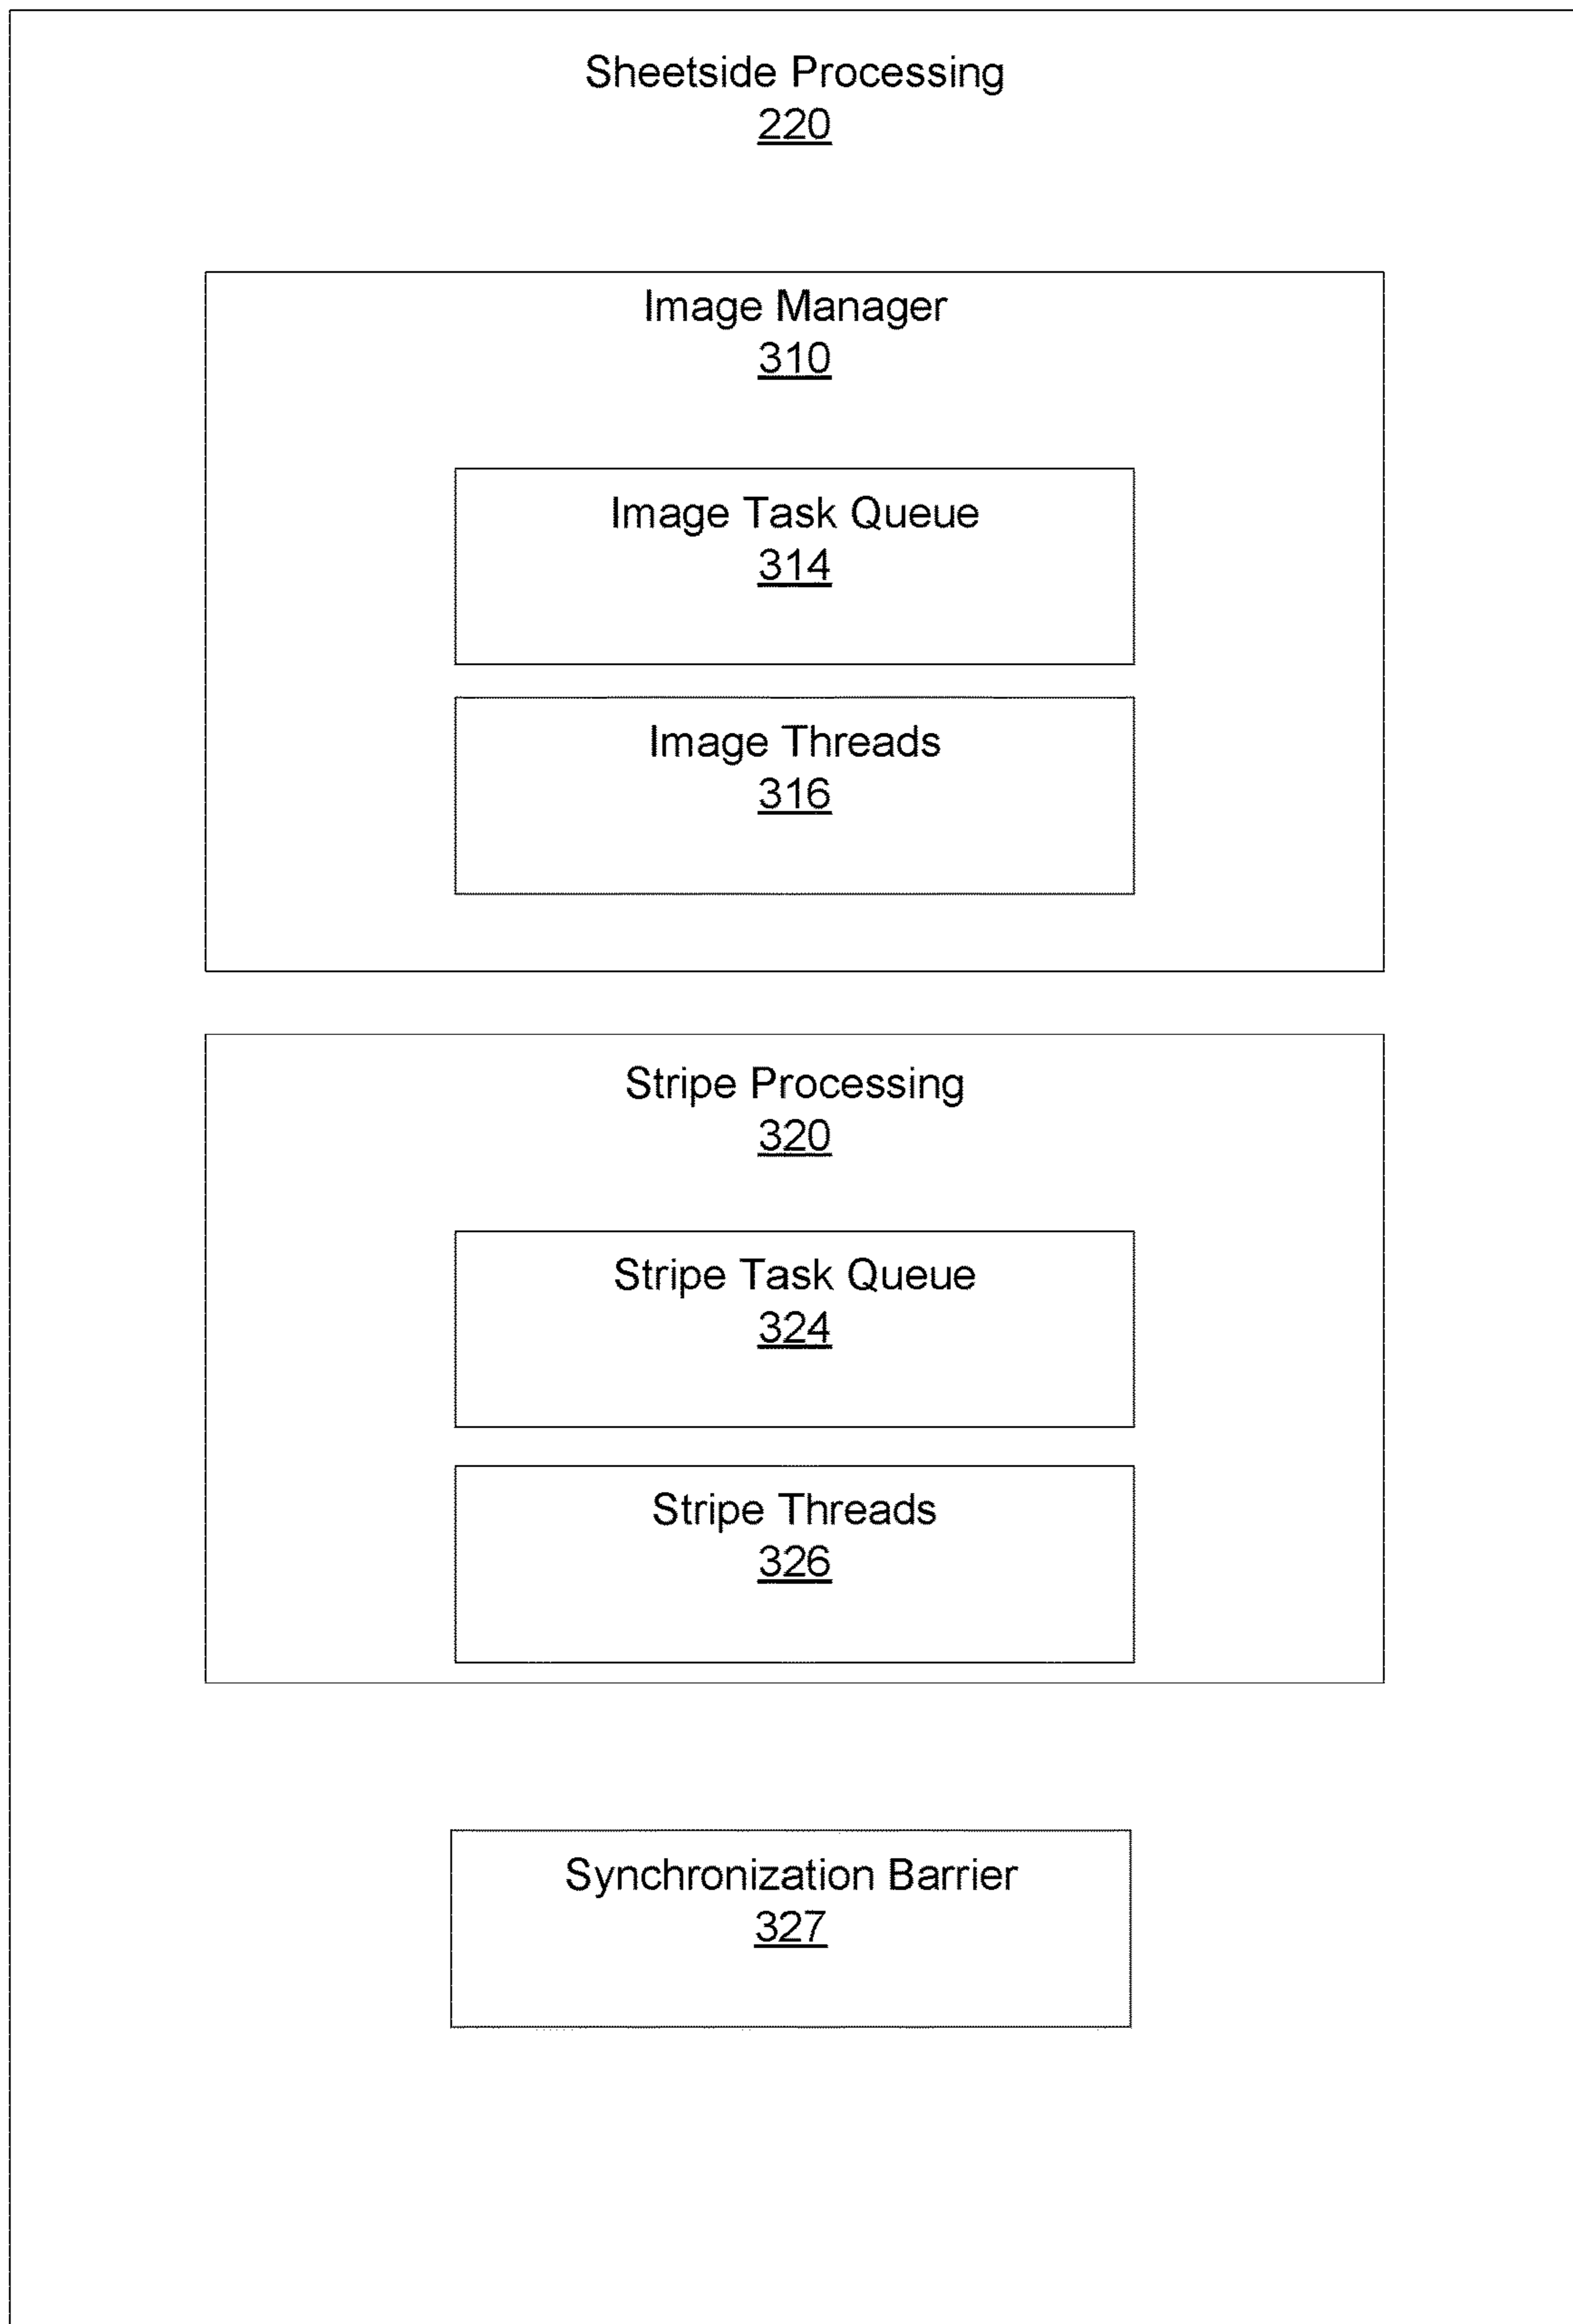 Sheetside Processing
220
Image Manager
310
Image Task Queue
314
Image Threads
316
Stripe Processing
320
Stripe Task Queue
324
Stripe Threads
326
Synchronization Barrier
327